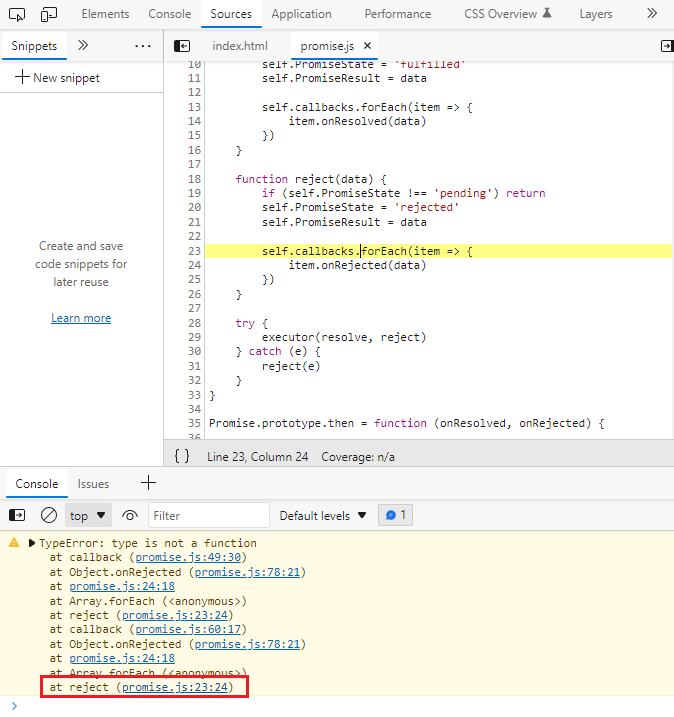 Elements Console Sources Application Performance CSS Overview Layers
Snippets index.html promise.js
New snippet
Create and save
code snippets for
later reuse
Learn more
10 self.PromiseState = 'fulfilled'
11 self.PromiseResult = data
12
13 self.callbacks.forEach(item => {
14 item.onResolved(data)
15 })
16 }
17
18 function reject(data) {
19 if (self.PromiseState !== 'pending') return
20 self.PromiseState = 'rejected'
21 self.PromiseResult = data
22
23 self.callbacks.forEach(item => {
24 item.onRejected(data)
25 })
26 }
27
28 try {
29 executor(resolve, reject)
30 } catch (e) {
31 reject(e)
32 }
33 }
34
35 Promise.prototype.then = function (onResolved, onRejected) {
36
{ } Line 23, Column 24 Coverage: n/a
Console Issues
top Filter Default levels 1
TypeError: type is not a function
at callback (promise.js:49:30)
at Object.onRejected (promise.js:78:21)
at promise.js:24:18
at Array.forEach (<anonymous>)
at reject (promise.js:23:24)
at callback (promise.js:60:17)
at Object.onRejected (promise.js:78:21)
at promise.js:24:18
at Array.forEach (<anonymous>)
at reject (promise.js:23:24)